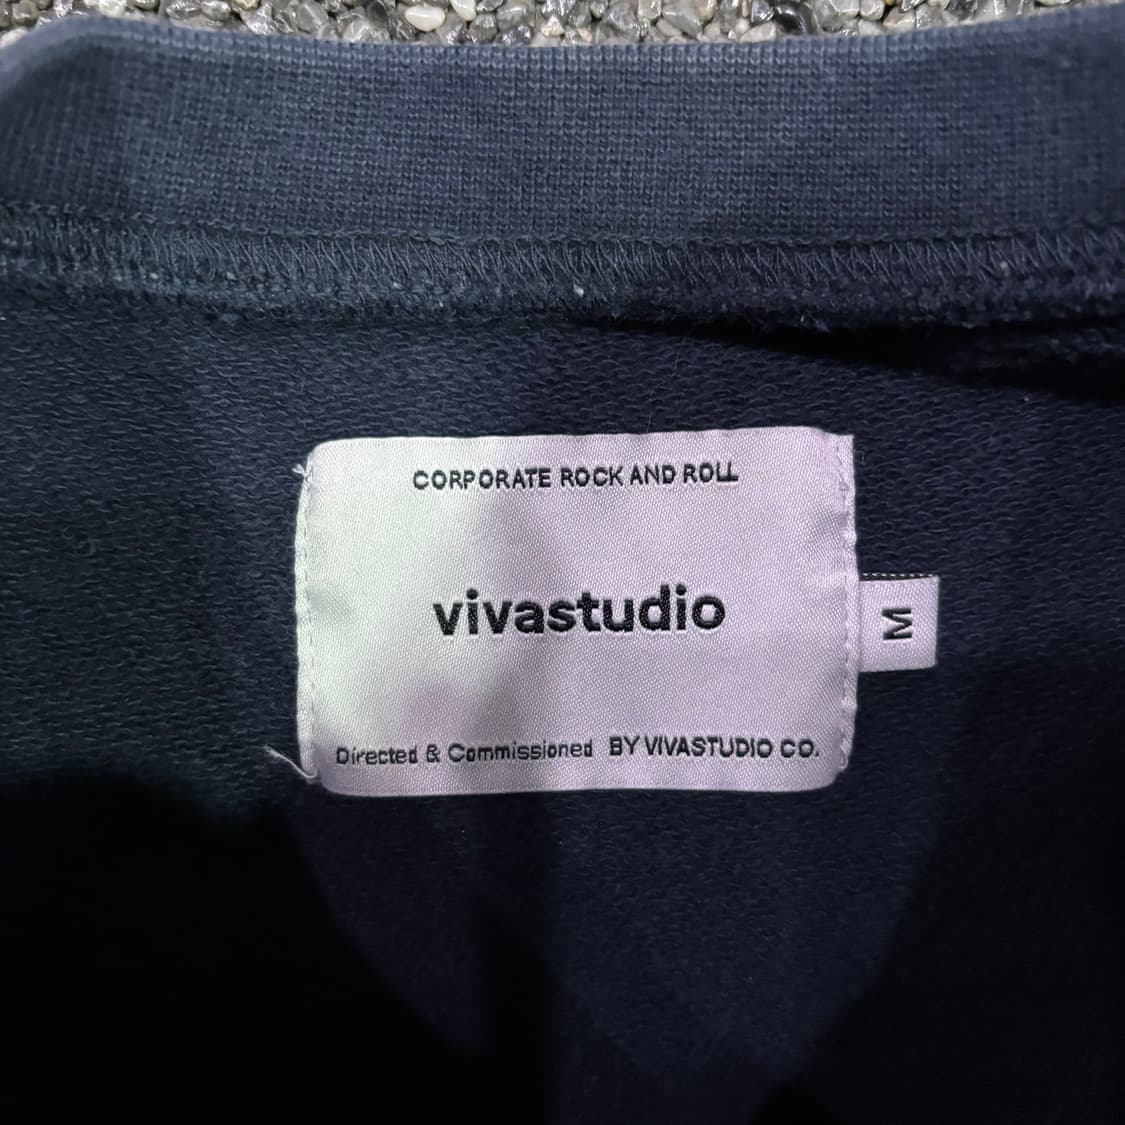 CORPORATE ROCK AND ROLL
vivastudio
M
Directed & Commissioned BY VIVASTUDIO CO.